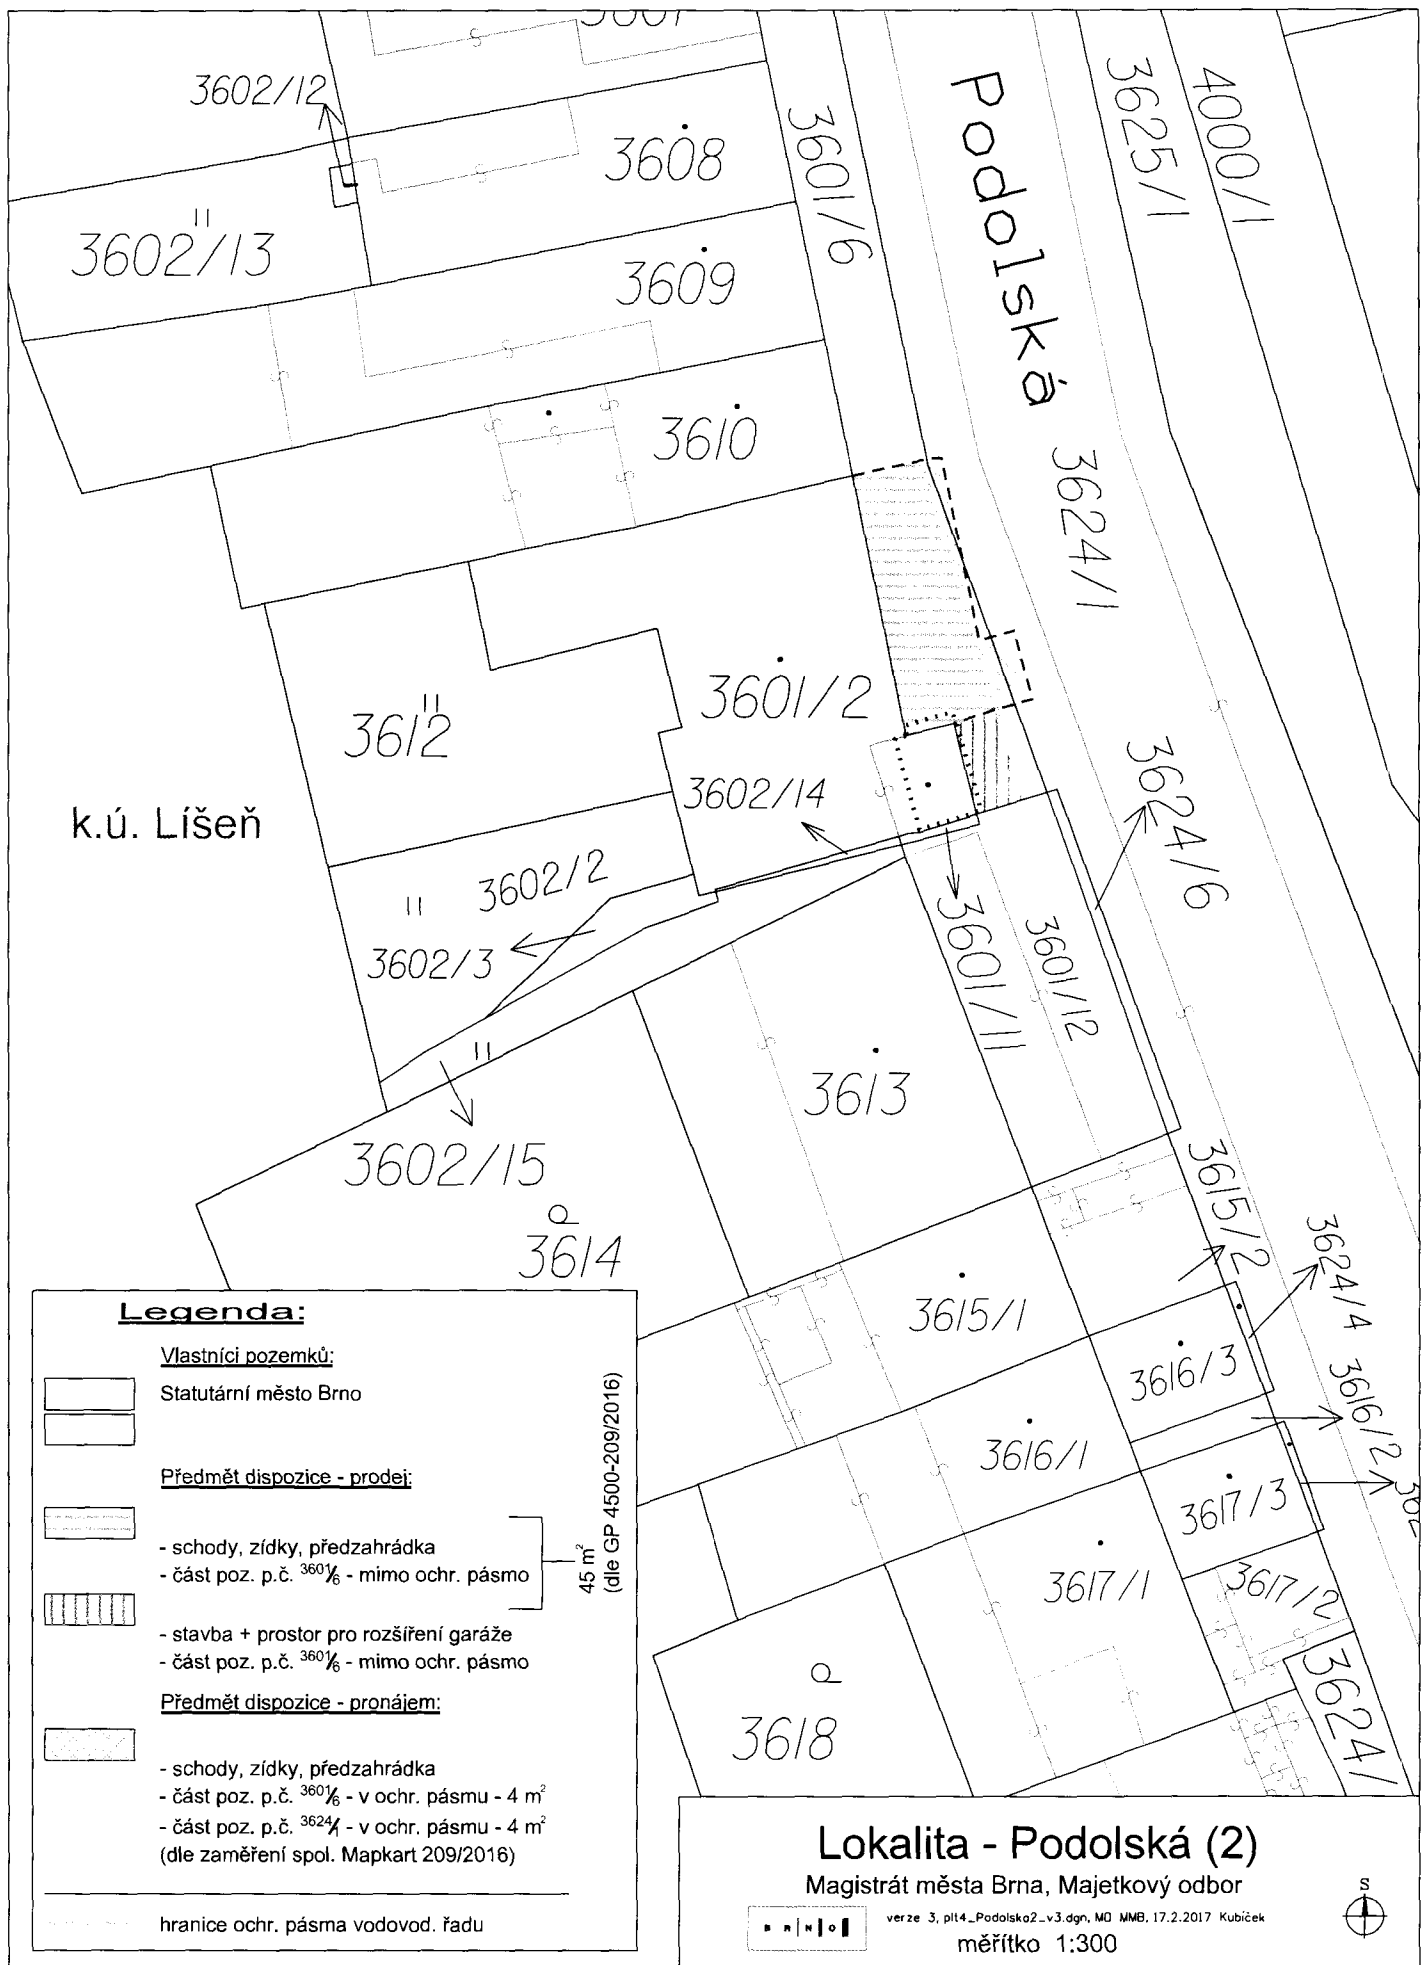 3602/12
3608
3601/6
Podolská
3625/1
4000/1
3602/13
3609
3610
3624/1
3601/2
3612
3602/14
k.ú. Líšeň
3624/6
3602/2
3602/3
3601/11
3601/12
3613
3602/15
3615/2
3614
3624/4
3615/1
3616/3
3616/2
3616/1
3617/3
3617/1
3617/2
3618
Legenda:
Vlastníci pozemků:
Statutární město Brno
Předmět dispozice - prodej:
- schody, zídky, předzahrádka
- část poz. p.č. 3601/6 - mimo ochr. pásmo
45 m²
(dle GP 4500-209/2016)
- stavba + prostor pro rozšíření garáže
- část poz. p.č. 3601/6 - mimo ochr. pásmo
Předmět dispozice - pronájem:
- schody, zídky, předzahrádka
- část poz. p.č. 3601/6 - v ochr. pásmu - 4 m²
- část poz. p.č. 3624/1 - v ochr. pásmu - 4 m²
(dle zaměření spol. Mapkart 209/2016)
hranice ochr. pásma vodovod. řadu
Lokalita - Podolská (2)
Magistrát města Brna, Majetkový odbor
BRNO
verze 3, plt4_Podolska2_v3.dgn, MO MMB, 17.2.2017 Kubíček
měřítko 1:300
S